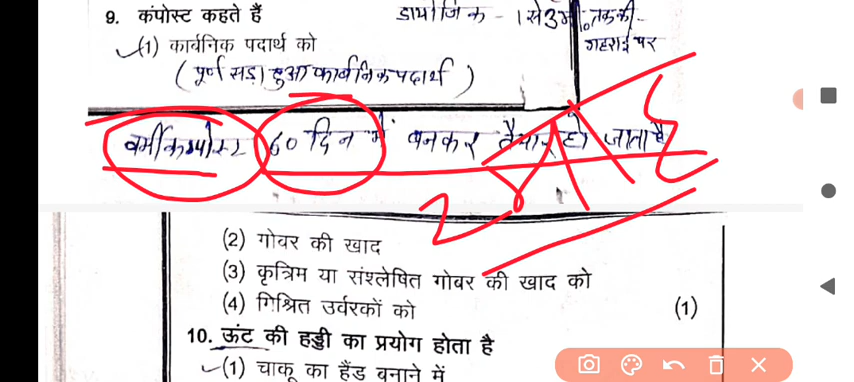 9. कंपोस्ट कहते हैं
1 से 3
(1) कार्बनिक पदार्थ को
गहराई पर
(पूर्ण सड़ा हुआ कार्बनिक पदार्थ)
वर्मीकम्पोस्ट 60 दिन में बनकर तैयार हो जाता है
(2) गोबर की खाद
(3) कृत्रिम या संश्लेषित गोबर की खाद को
(4) मिश्रित उर्वरकों को
(1)
10. ऊंट की हड्डी का प्रयोग होता है
(1) चाकू का हैंड बनाने में